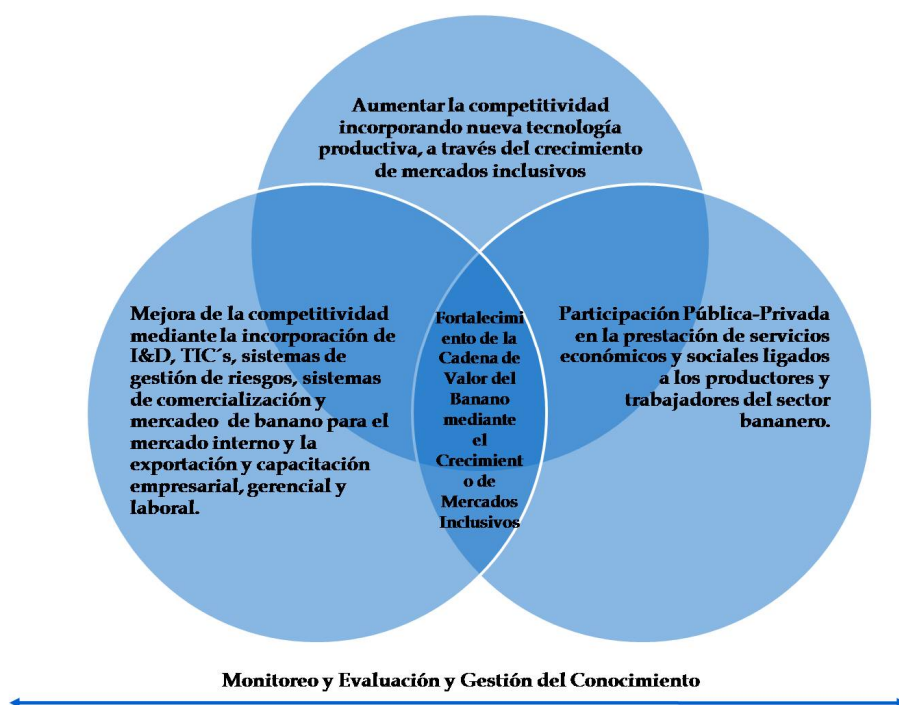 Aumentar la competitividad
incorporando nueva tecnología
productiva, a través del crecimiento
de mercados inclusivos
Mejora de la competitividad
mediante la incorporación de
I&D, TIC´s, sistemas de
gestión de riesgos, sistemas
de comercialización y
mercadeo de banano para el
mercado interno y la
exportación y capacitación
empresarial, gerencial y
laboral.
Fortalecimi
ento de la
Cadena de
Valor del
Banano
mediante
el
Crecimient
o de
Mercados
Inclusivos
Participación Pública-Privada
en la prestación de servicios
económicos y sociales ligados
a los productores y
trabajadores del sector
bananero.
Monitoreo y Evaluación y Gestión del Conocimiento